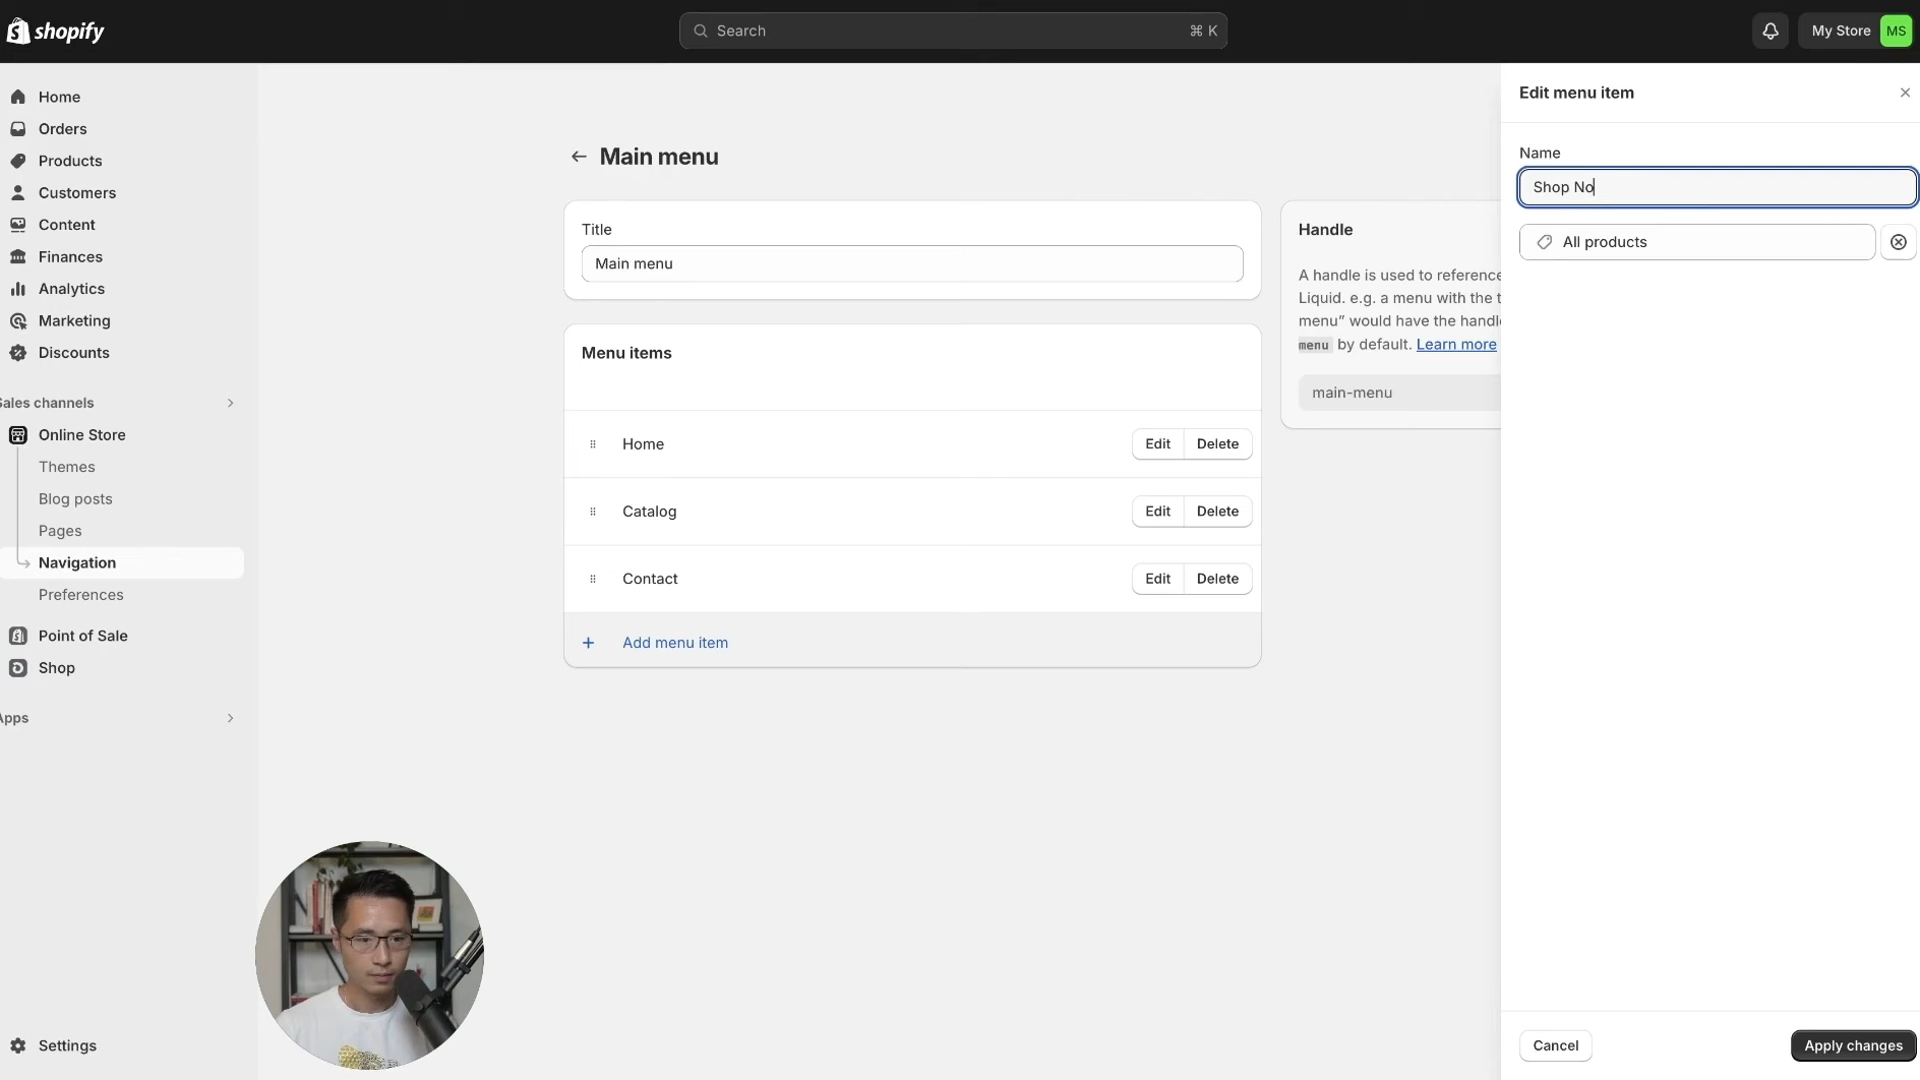 shopify
Search
⌘ K
My Store
MS
Home
Orders
Products
Customers
Content
Finances
Analytics
Marketing
Discounts
Sales channels
Online Store
Themes
Blog posts
Pages
Navigation
Preferences
Point of Sale
Shop
Apps
Settings
Main menu
Title
Main menu
Menu items
Home
Edit
Delete
Catalog
Edit
Delete
Contact
Edit
Delete
+ Add menu item
Handle
A handle is used to reference
Liquid. e.g. a menu with the t
menu” would have the handle
menu by default. Learn more
main-menu
Edit menu item
Name
Shop No
All products
Cancel
Apply changes